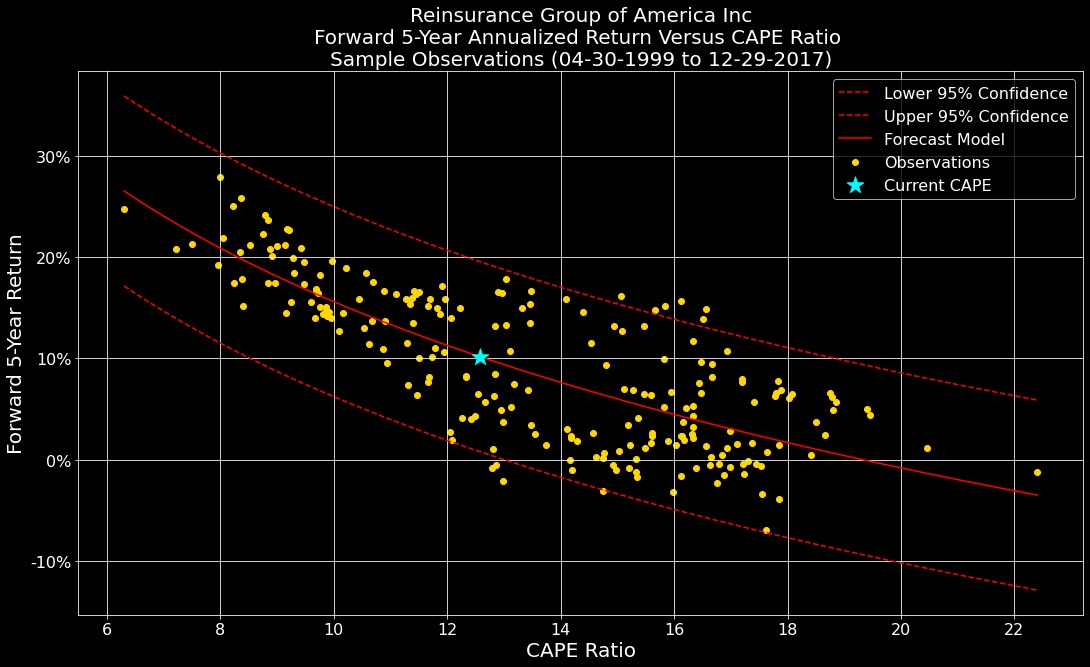 Reinsurance Group of America Inc
Forward 5-Year Annualized Return Versus CAPE Ratio
Sample Observations (04-30-1999 to 12-29-2017)
Lower 95% Confidence
Upper 95% Confidence
Forecast Model
Observations
Current CAPE
Forward 5-Year Return
30%
20%
10%
0%
-10%
6 8 10 12 14 16 18 20 22
CAPE Ratio